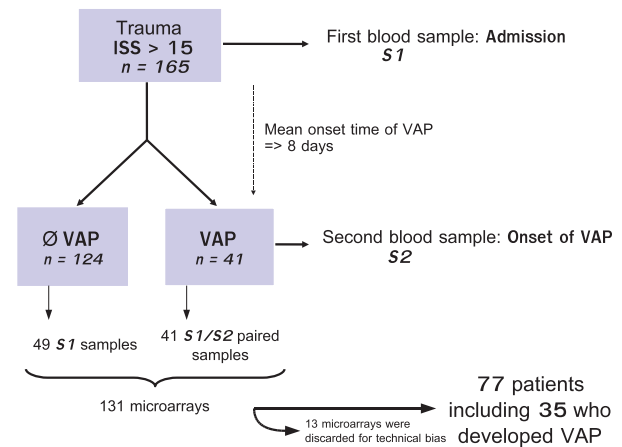 Trauma
ISS > 15
n = 165
First blood sample: Admission
S1
Mean onset time of VAP
=> 8 days
Ø VAP
n = 124
VAP
n = 41
Second blood sample: Onset of VAP
S2
49 S1 samples
41 S1/S2 paired
samples
131 microarrays
13 microarrays were
discarded for technical bias
77 patients
including 35 who
developed VAP